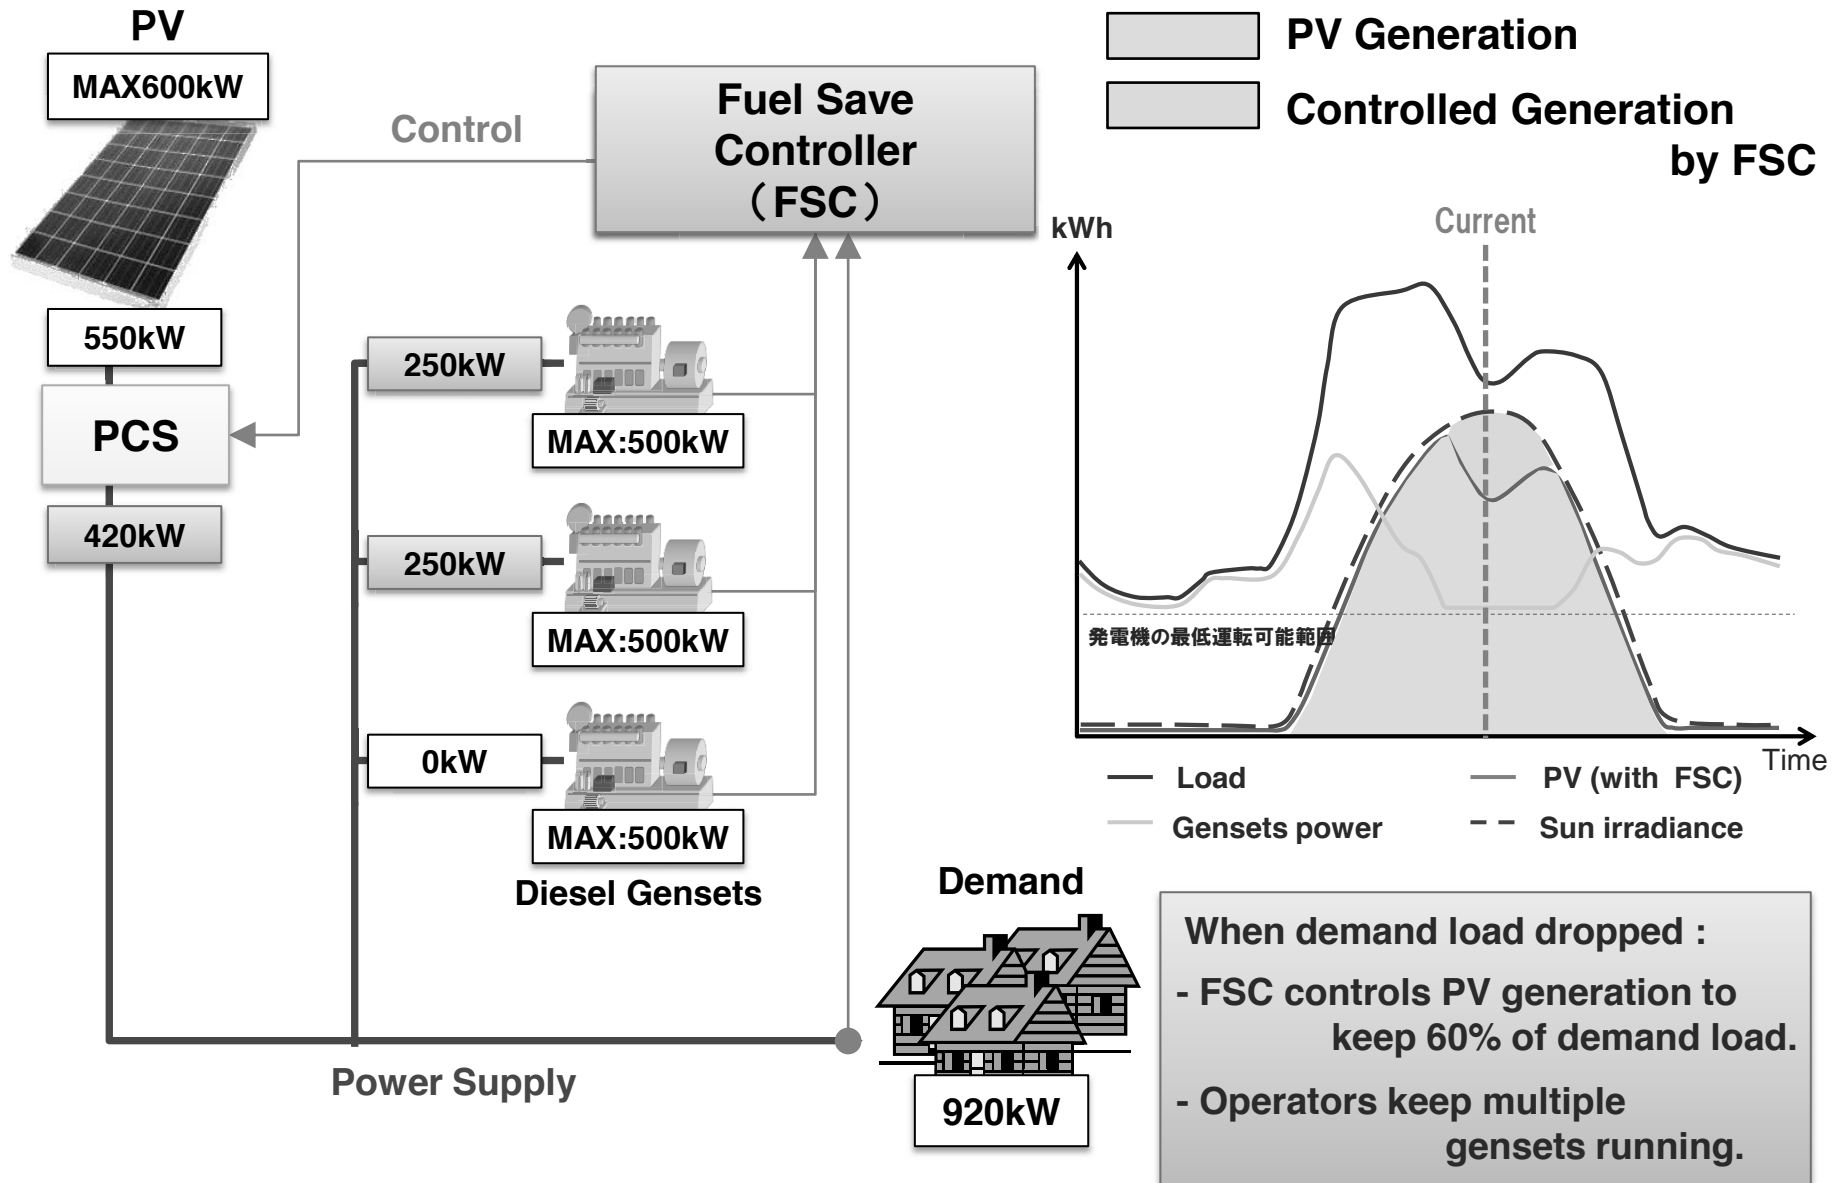 PV
MAX600kW
Control
Fuel Save
Controller
（FSC）
PV Generation
Controlled Generation
by FSC
550kW
PCS
420kW
250kW
MAX:500kW
250kW
MAX:500kW
0kW
MAX:500kW
Diesel Gensets
Power Supply
Demand
920kW
kWh
Current
発電機の最低運転可能範囲
Time
Load
PV (with FSC)
Gensets power
Sun irradiance
When demand load dropped :
- FSC controls PV generation to
keep 60% of demand load.
- Operators keep multiple
gensets running.